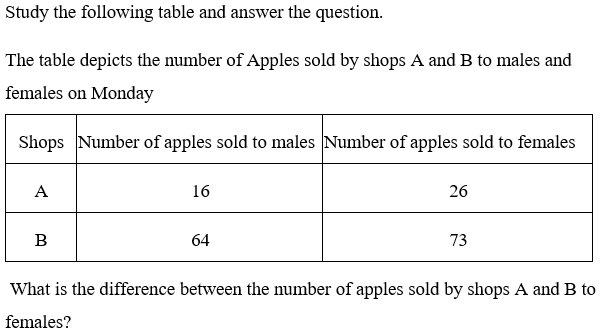 Study the following table and answer the question.
The table depicts the number of Apples sold by shops A and B to males and
females on Monday
Shops Number of apples sold to males Number of apples sold to females
A 16 26
B 64 73
What is the difference between the number of apples sold by shops A and B to
females?